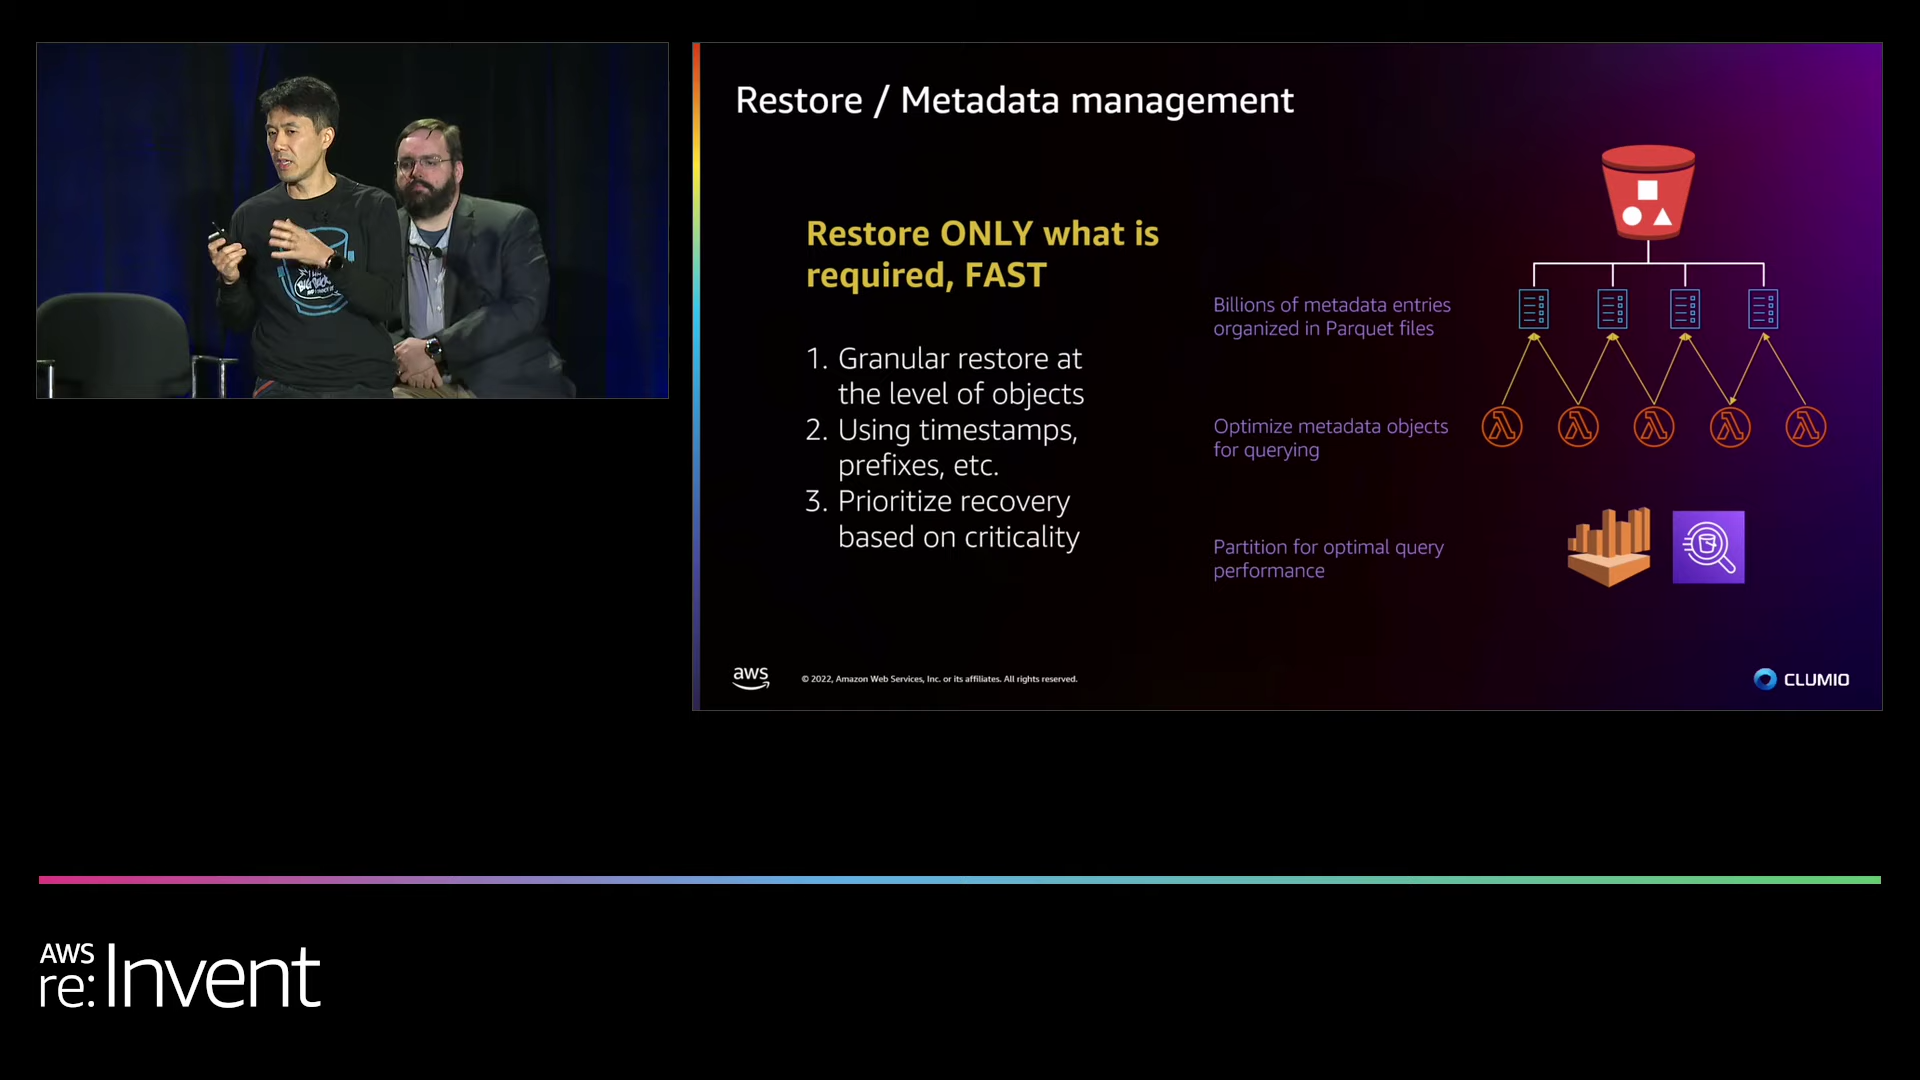 Restore / Metadata management
Restore ONLY what is
required, FAST
1. Granular restore at
the level of objects
2. Using timestamps,
prefixes, etc.
3. Prioritize recovery
based on criticality
Billions of metadata entries
organized in Parquet files
Optimize metadata objects
for querying
Partition for optimal query
performance
aws
© 2022, Amazon Web Services, Inc. or its affiliates. All rights reserved.
CLUMIO
AWS
re:Invent